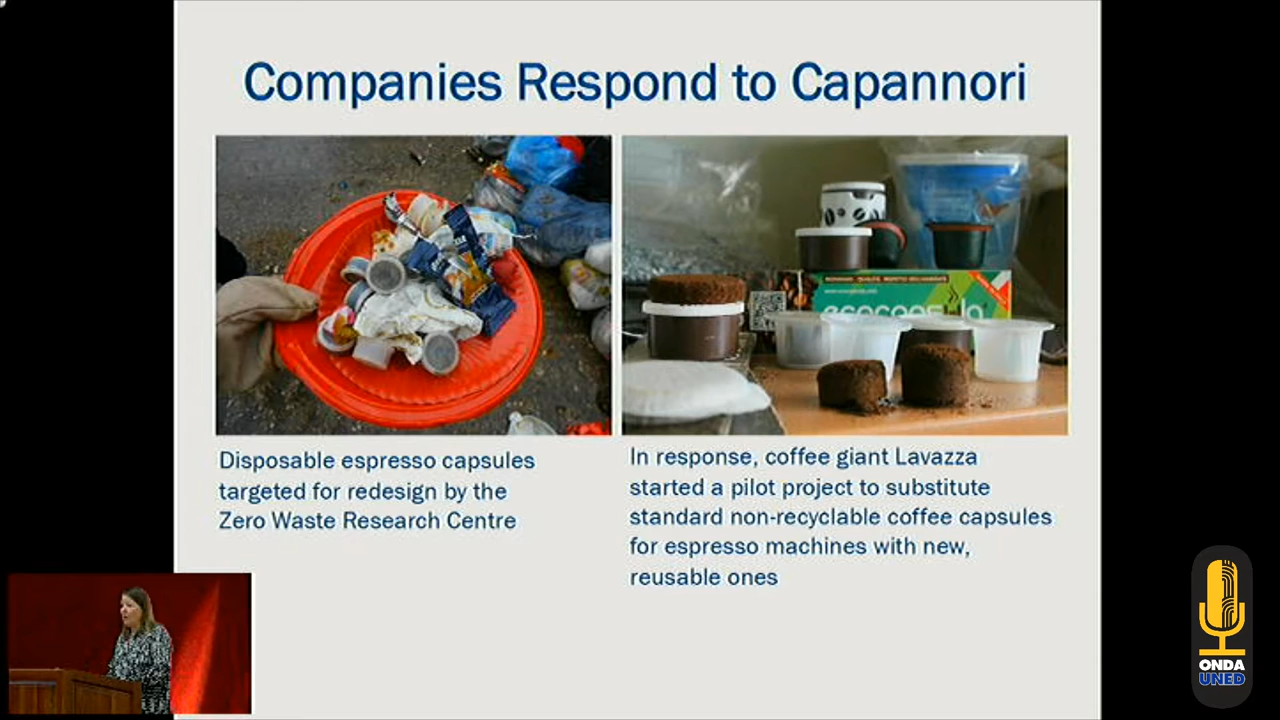 Companies Respond to Capannori
Disposable espresso capsules
targeted for redesign by the
Zero Waste Research Centre
In response, coffee giant Lavazza
started a pilot project to substitute
standard non-recyclable coffee capsules
for espresso machines with new,
reusable ones
ONDA
UNED